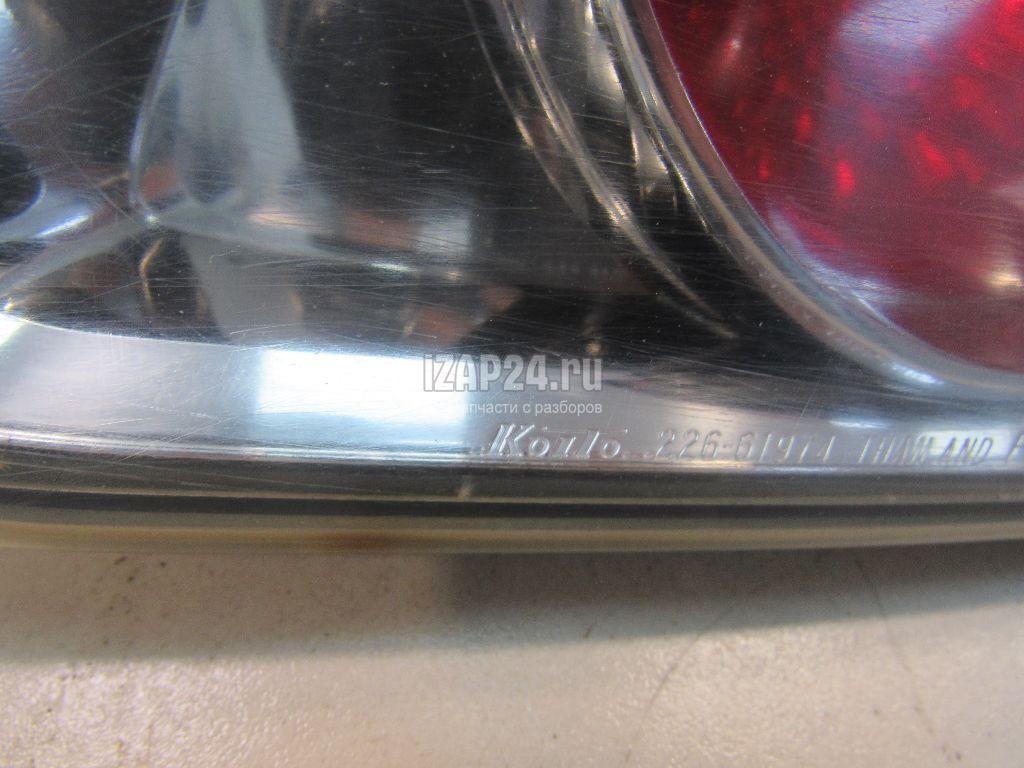 iZAP24.ru
запчасти с разборов
Koito 226-61974 THAILAND